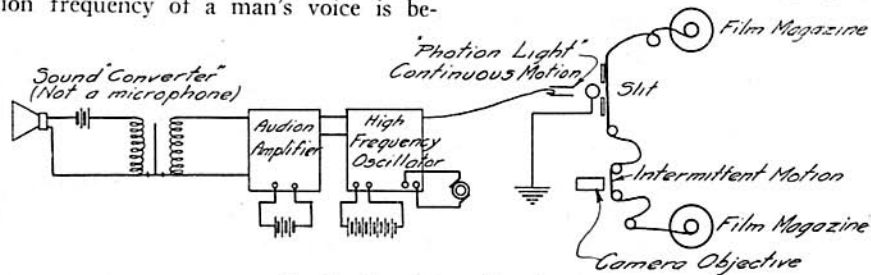 ion frequency of a man's voice is be-
Sound "Converter"
(Not a microphone)
Audion
Amplifier
High
Frequency
Oscillator
"Photion Light"
Continuous Motion
Slit
Film Magazine
Intermittent Motion
Film Magazine
Camera Objective